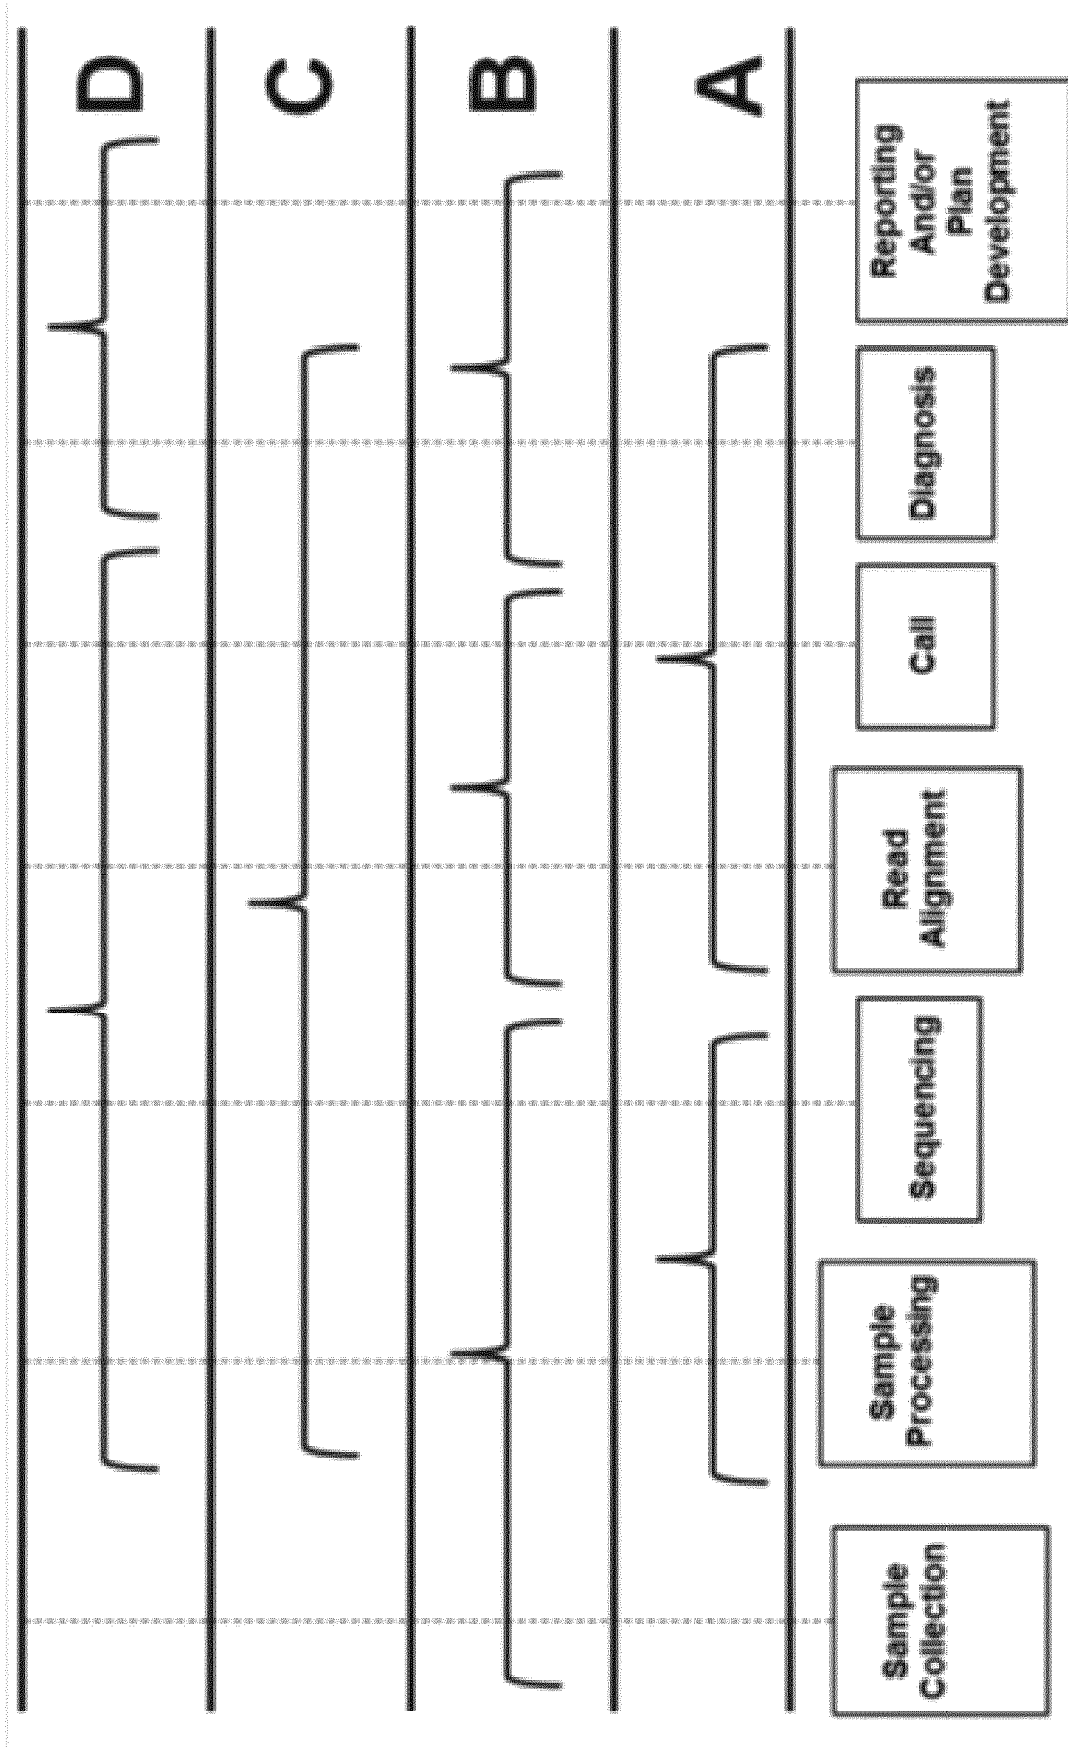 D
C
B
A
Sample
Collection
Sample
Processing
Sequencing
Read
Alignment
Call
Diagnosis
Reporting
And/or
Plan
Development